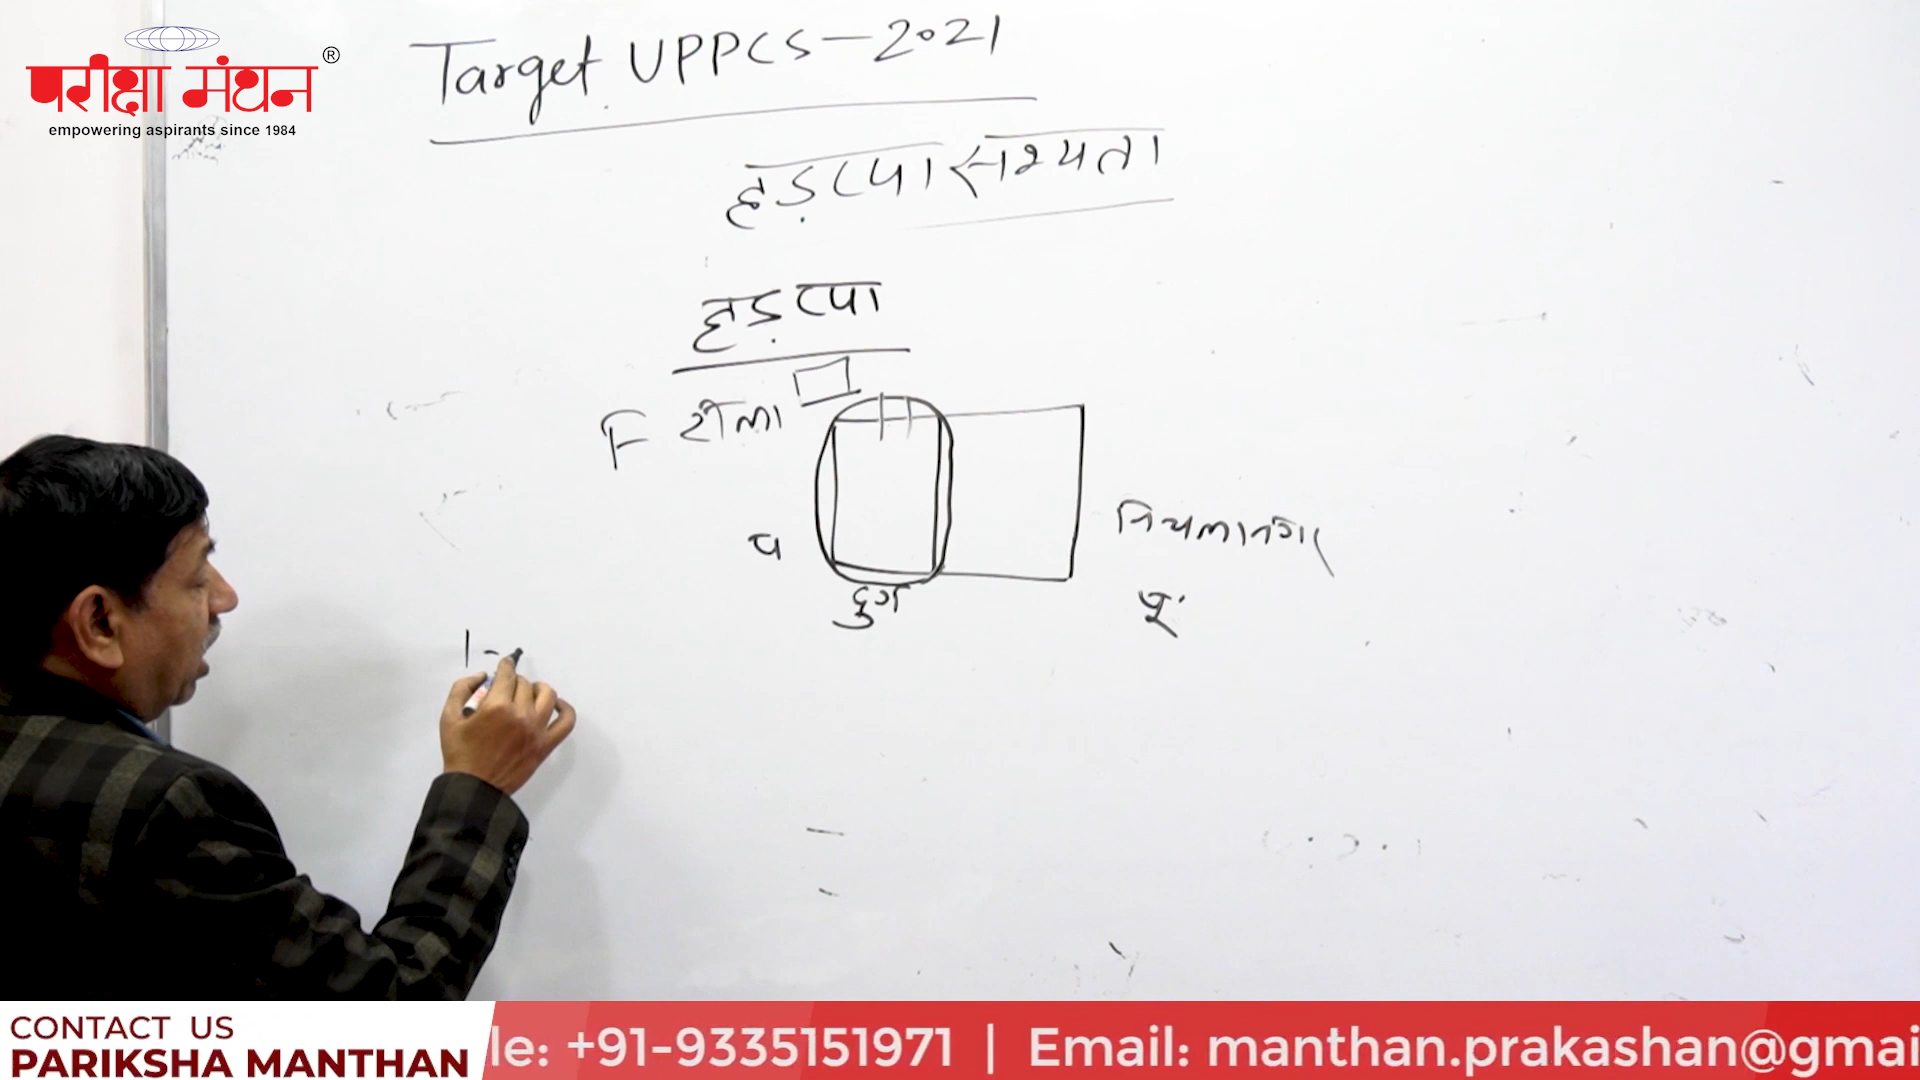 परीक्षा मंथन ®
empowering aspirants since 1984
Target UPPCS-2021
हड़प्पा सभ्यता
हड़प्पा
F टीला
प
दुर्ग
निचला नगर
पू.
1-
CONTACT US
PARIKSHA MANTHAN
le: +91-9335151971 | Email: manthan.prakashan@gmai